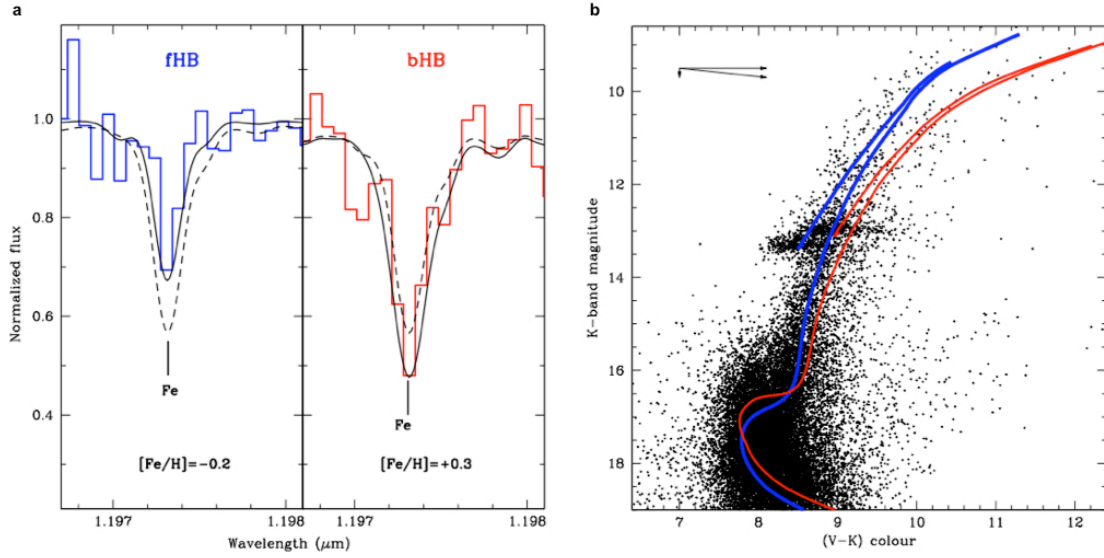 a
fHB
bHB
Normalized flux
1.0
0.8
0.6
0.4
Fe
Fe
[Fe/H]=-0.2
[Fe/H]=+0.3
1.197
1.198
1.197
1.198
Wavelength (μm)
b
K-band magnitude
10
12
14
16
18
7
8
9
10
11
12
(V-K) colour